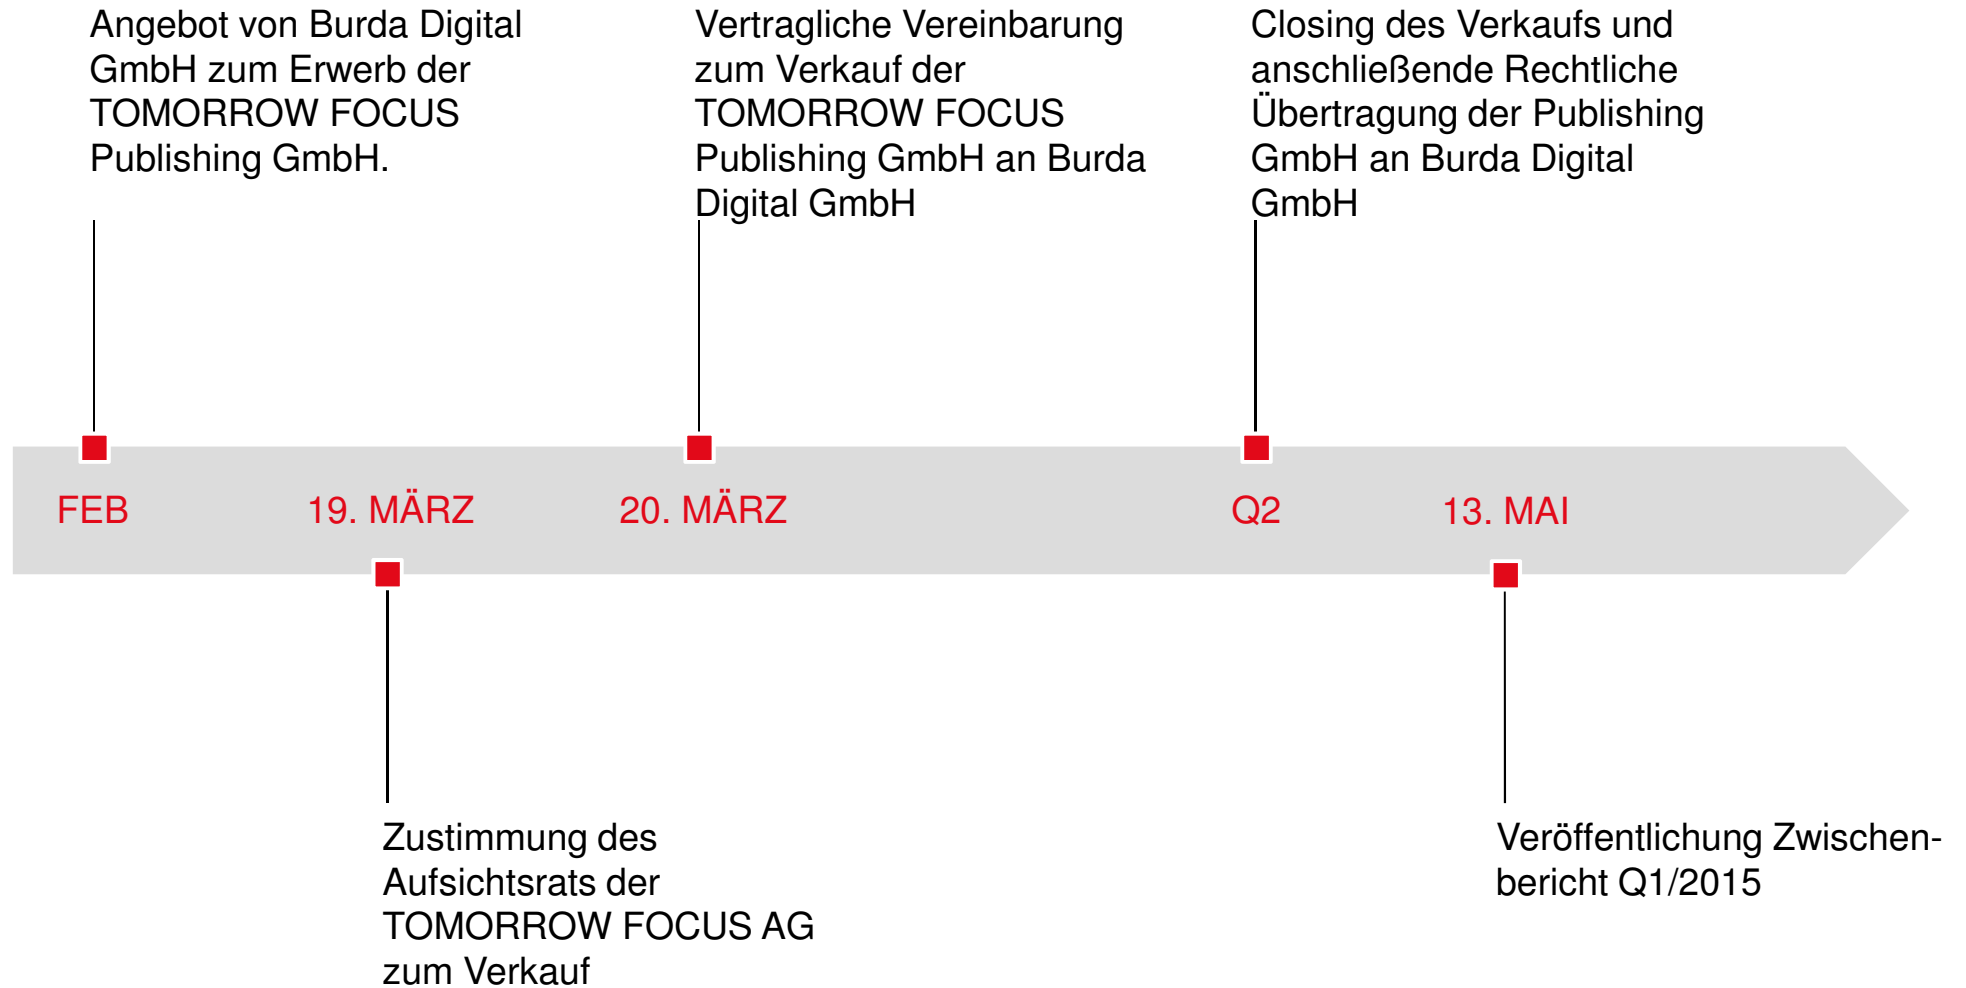 Angebot von Burda Digital
GmbH zum Erwerb der
TOMORROW FOCUS
Publishing GmbH.
Vertragliche Vereinbarung
zum Verkauf der
TOMORROW FOCUS
Publishing GmbH an Burda
Digital GmbH
Closing des Verkaufs und
anschließende Rechtliche
Übertragung der Publishing
GmbH an Burda Digital
GmbH
FEB
19. MÄRZ
20. MÄRZ
Q2
13. MAI
Zustimmung des
Aufsichtsrats der
TOMORROW FOCUS AG
zum Verkauf
Veröffentlichung Zwischen-
bericht Q1/2015